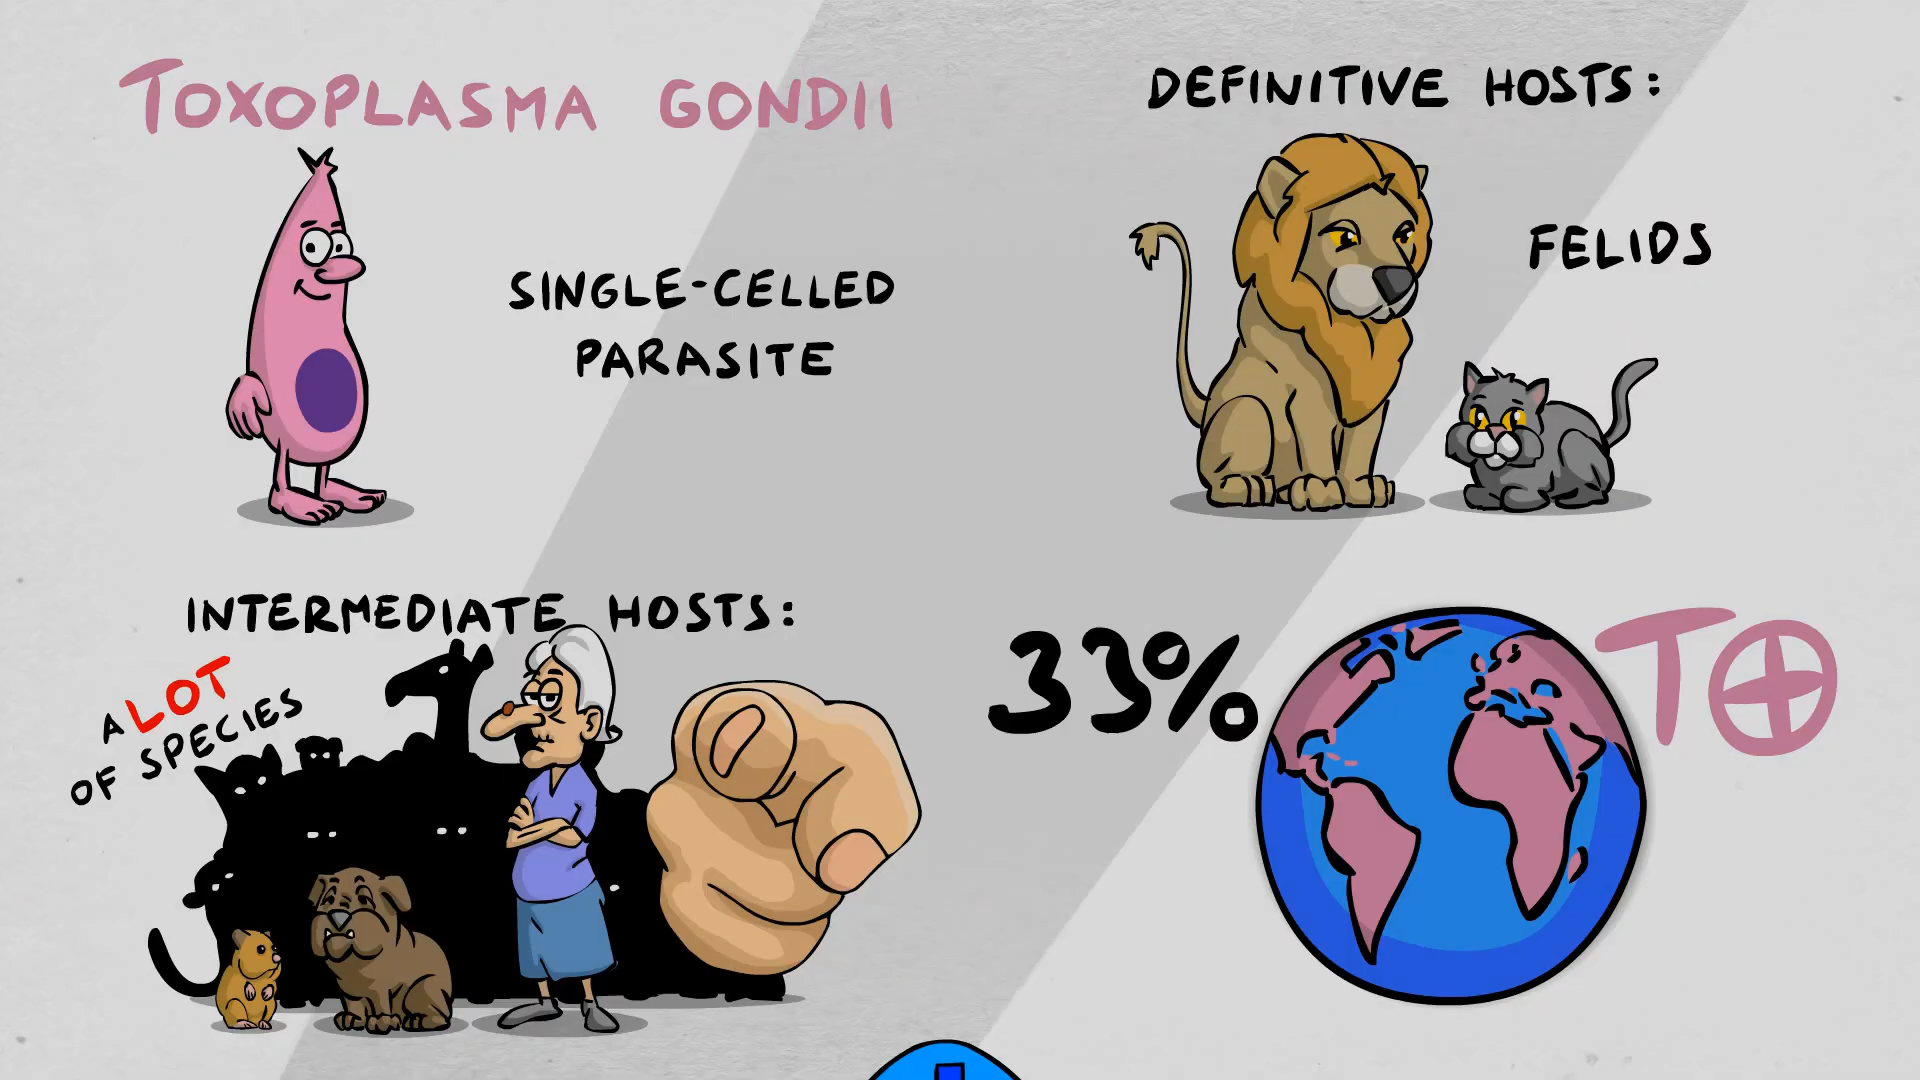 TOXOPLASMA GONDII
SINGLE-CELLED
PARASITE
DEFINITIVE HOSTS:
FELIDS
INTERMEDIATE HOSTS:
A LOT
OF SPECIES
33%
T⊕